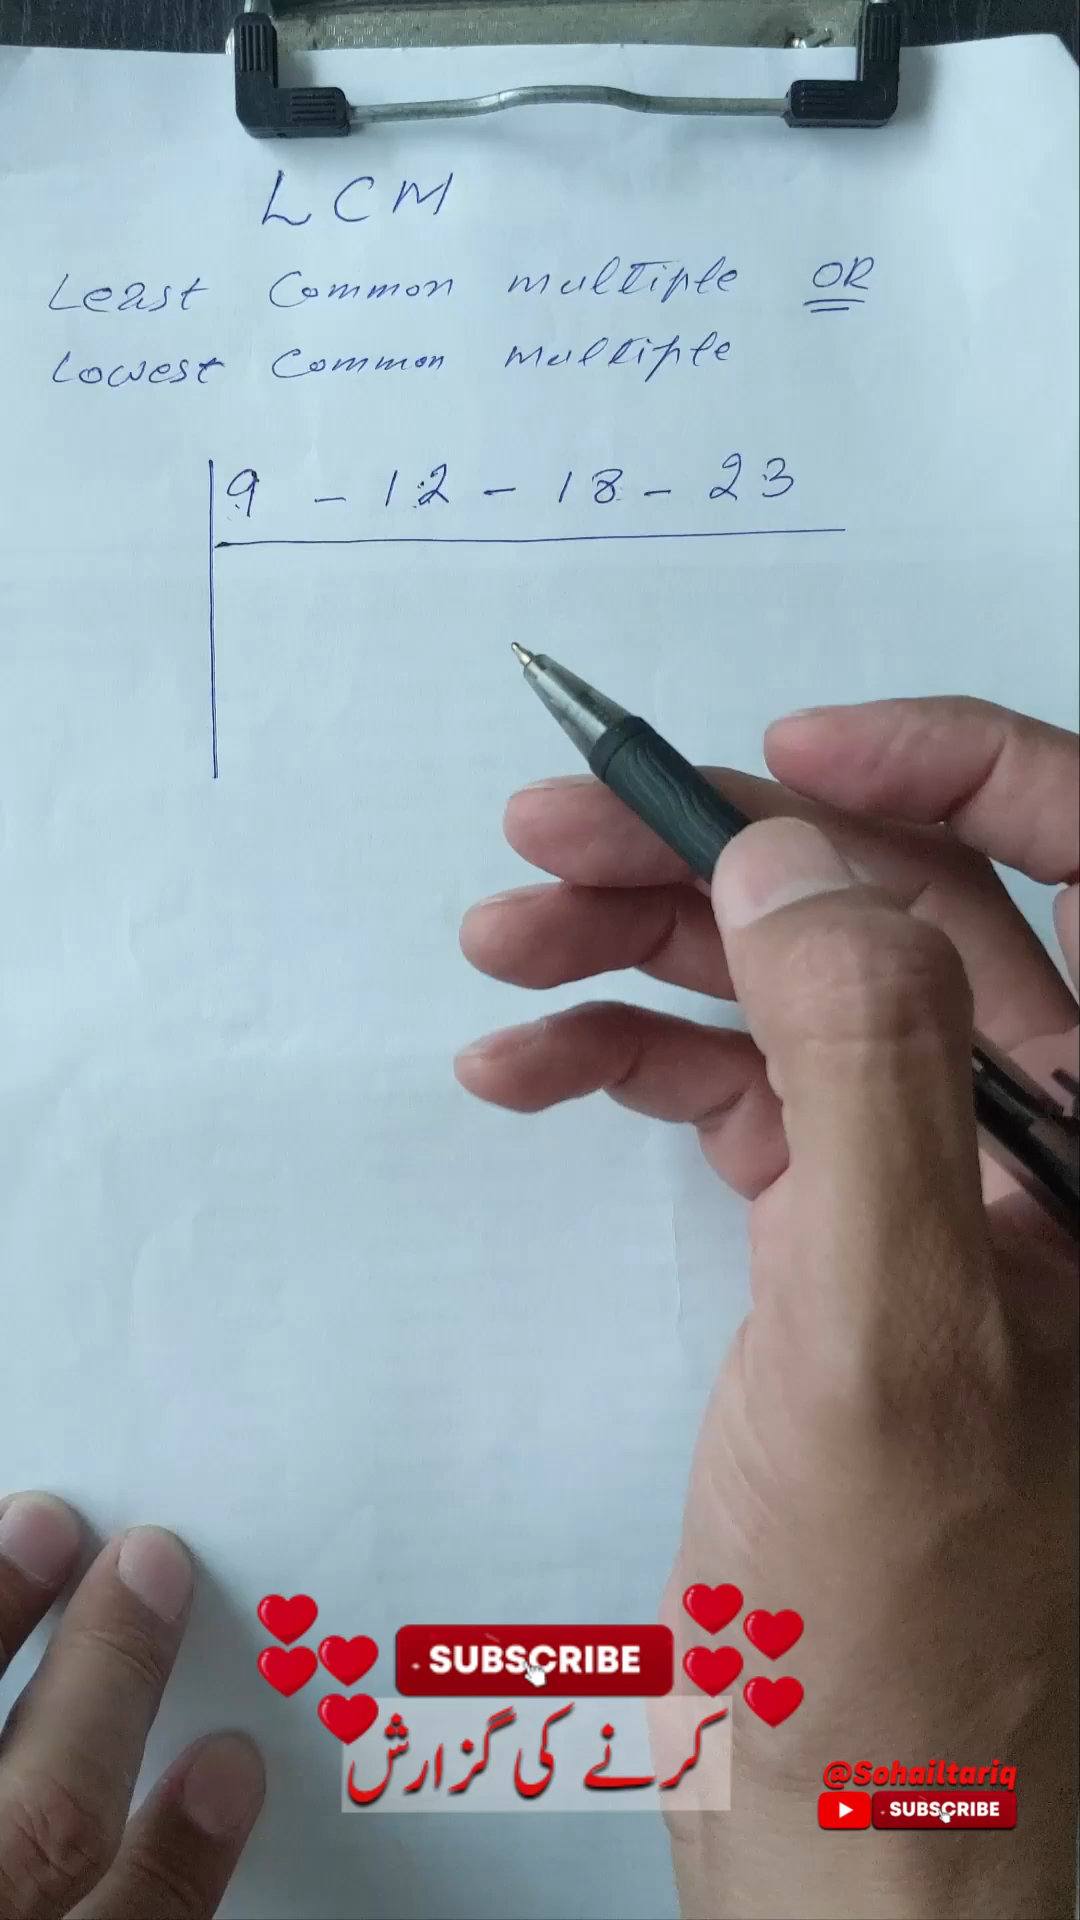 LCM
Least Common multiple OR
Lowest Common Multiple
9 - 12 - 18 - 23
SUBSCRIBE
کرنے کی گزارش
@Sohailtariq
SUBSCRIBE